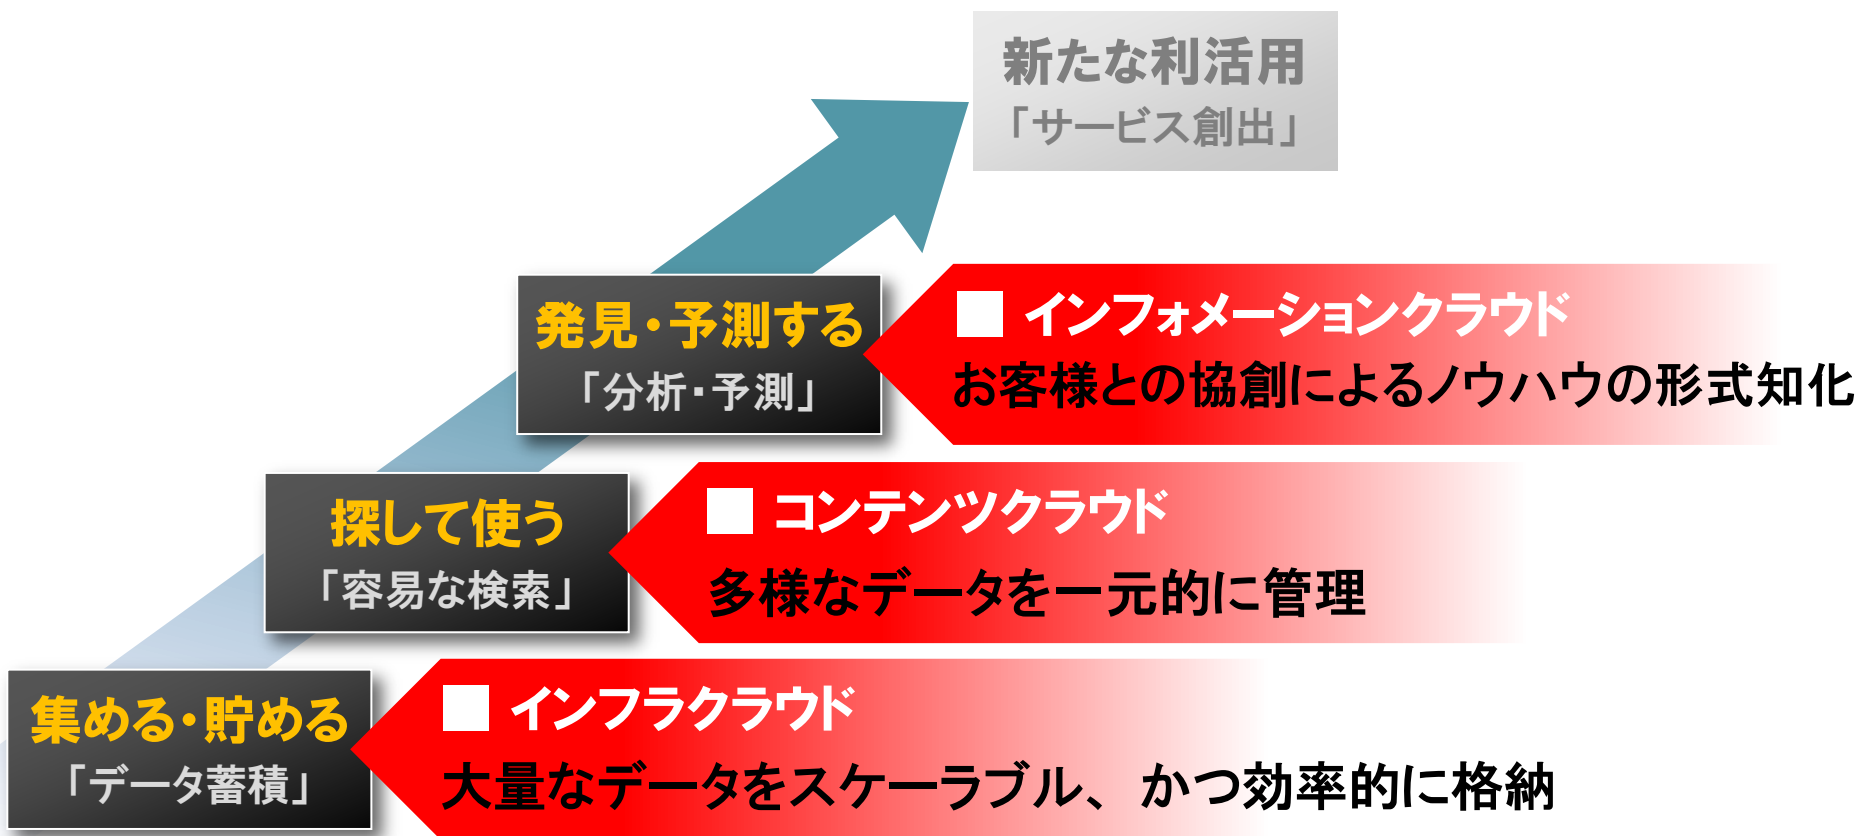 新たな利活用
「サービス創出」
発見・予測する
「分析・予測」
■ インフォメーションクラウド
お客様との協創によるノウハウの形式知化
探して使う
「容易な検索」
■ コンテンツクラウド
多様なデータを一元的に管理
集める・貯める
「データ蓄積」
■ インフラクラウド
大量なデータをスケーラブル、かつ効率的に格納